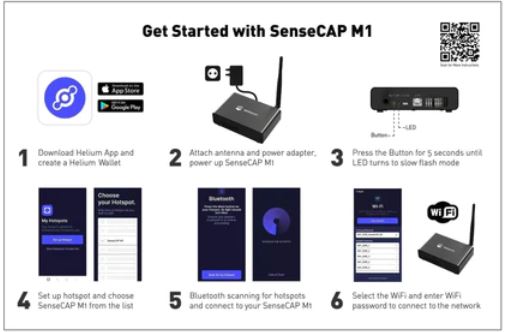 Get Started with SenseCAP M1
Scan for More Instructions
Download on the
App Store
Google Play
Button
LED
1 Download Helium App and
create a Helium Wallet
2 Attach antenna and power adapter,
power up SenseCAP M1
3 Press the Button for 5 seconds until
LED turns to slow flash mode
My Hotspots
Set up Hotspot
Choose
your Hotspot.
Bluetooth
Wi Fi
WiFi
4 Set up hotspot and choose
SenseCAP M1 from the list
5 Bluetooth scanning for hotspots
and connect to your SenseCAP M1
6 Select the WiFi and enter WiFi
password to connect to the network